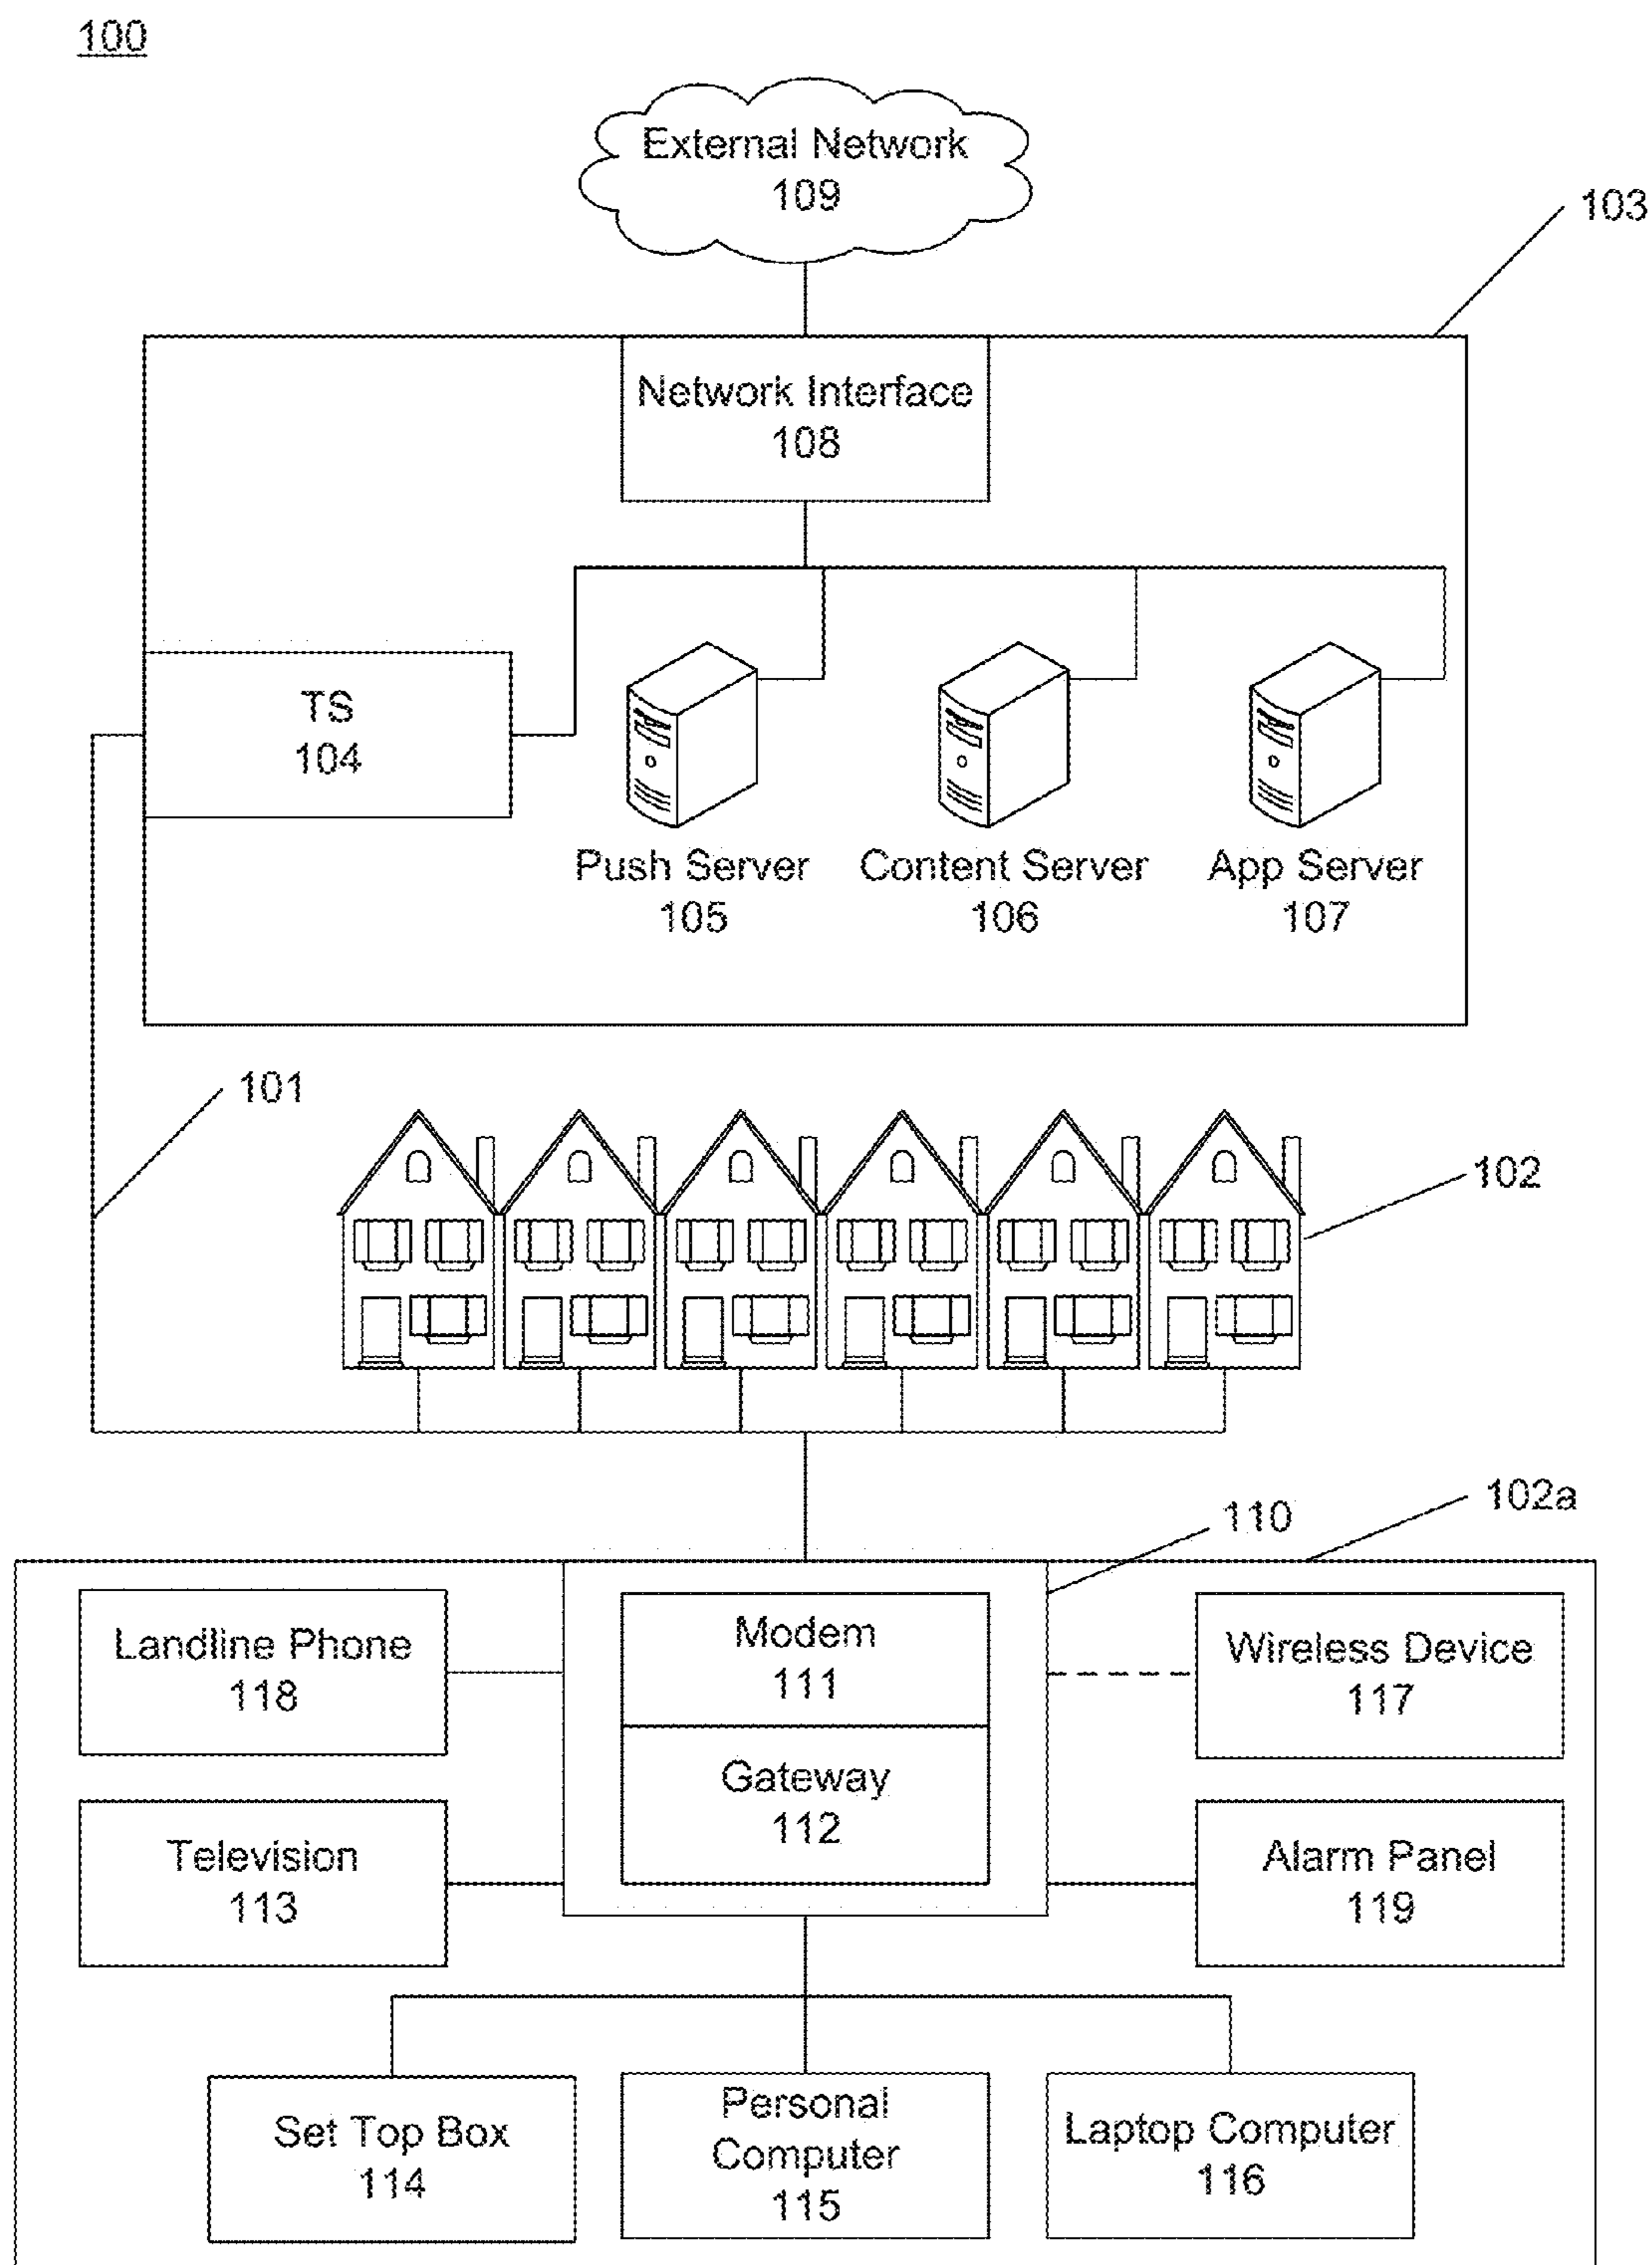 100
External Network
109
103
Network Interface
108
TS
104
Push Server
105
Content Server
106
App Server
107
101
102
102a
110
Landline Phone
118
Modem
111
Wireless Device
117
Gateway
112
Television
113
Alarm Panel
119
Set Top Box
114
Personal
Computer
115
Laptop Computer
116